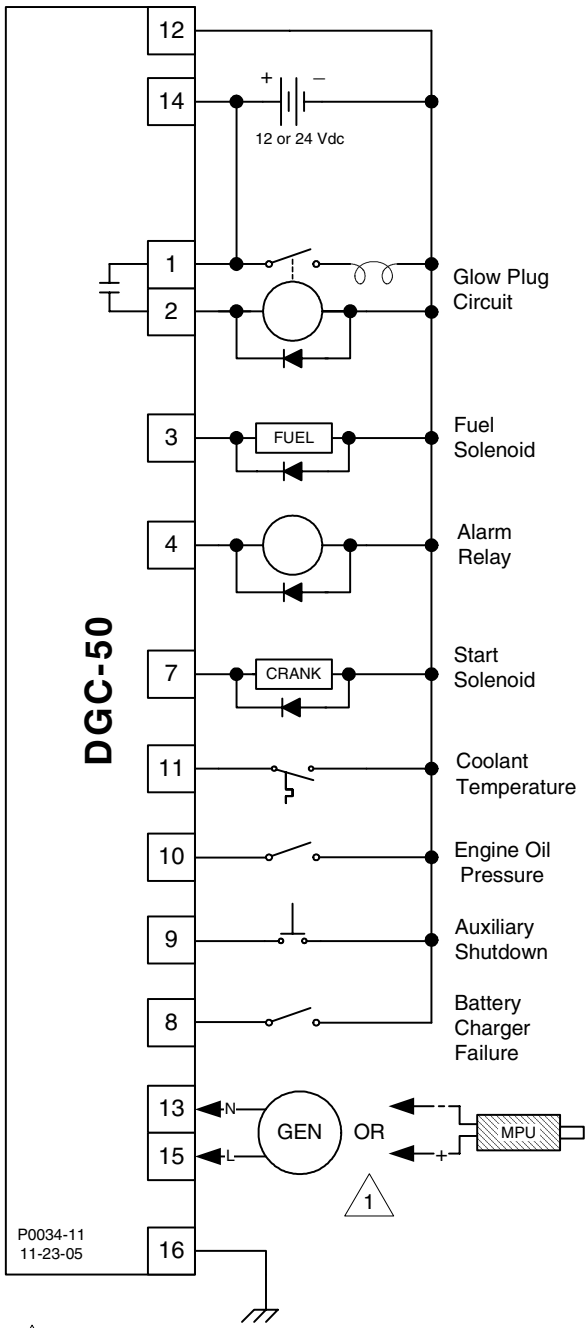 12
14
+ −
12 or 24 Vdc
1
2
Glow Plug
Circuit
3
FUEL
Fuel
Solenoid
4
Alarm
Relay
DGC-50
7
CRANK
Start
Solenoid
11
Coolant
Temperature
10
Engine Oil
Pressure
9
Auxiliary
Shutdown
8
Battery
Charger
Failure
13
N
15
L
GEN
OR
−
+
MPU
1
P0034-11
11-23-05
16